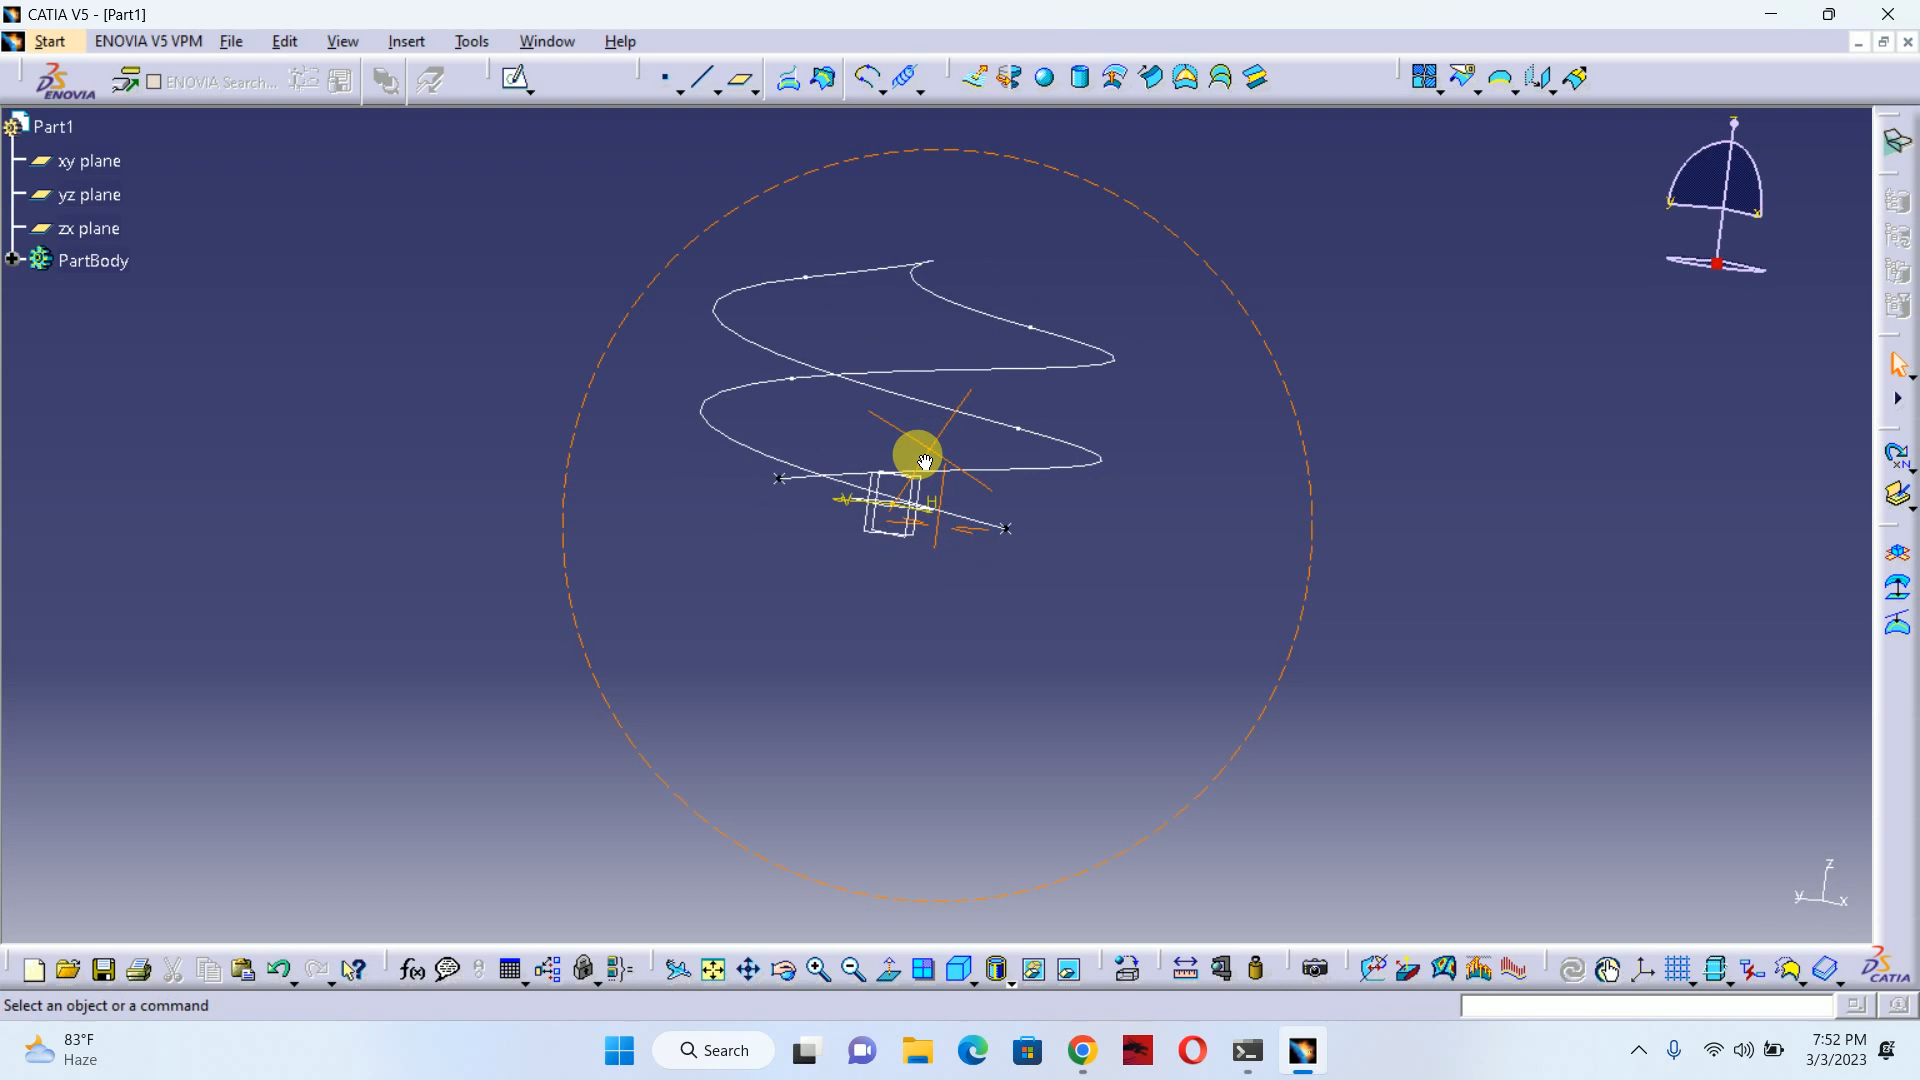 CATIA V5 - [Part1]
Start ENOVIA V5 VPM File Edit View Insert Tools Window Help
ENOVIA
ENOVIA Search...
Part1
xy plane
yz plane
zx plane
PartBody
z
y
x
V
H
xN
z
y
x
f(x)
CATIA
Select an object or a command
83°F
Haze
Search
7:52 PM
3/3/2023